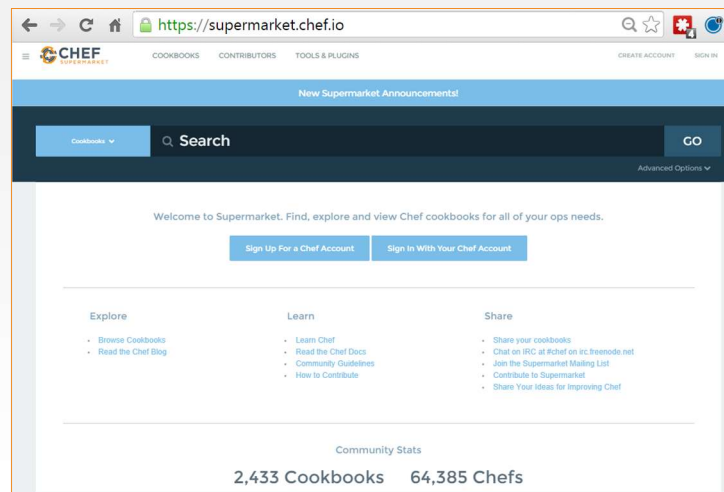 https://supermarket.chef.io
4
CHEF
SUPERMARKET
COOKBOOKS CONTRIBUTORS TOOLS & PLUGINS
CREATE ACCOUNT SIGN IN
New Supermarket Announcements!
Cookbooks
Search
GO
Advanced Options
Welcome to Supermarket. Find, explore and view Chef cookbooks for all of your ops needs.
Sign Up For a Chef Account
Sign In With Your Chef Account
Explore
• Browse Cookbooks
• Read the Chef Blog
Learn
• Learn Chef
• Read the Chef Docs
• Community Guidelines
• How to Contribute
Share
• Share your cookbooks
• Chat on IRC at #chef on irc.freenode.net
• Join the Supermarket Mailing List
• Contribute to Supermarket
• Share Your Ideas for Improving Chef
Community Stats
2,433 Cookbooks 64,385 Chefs